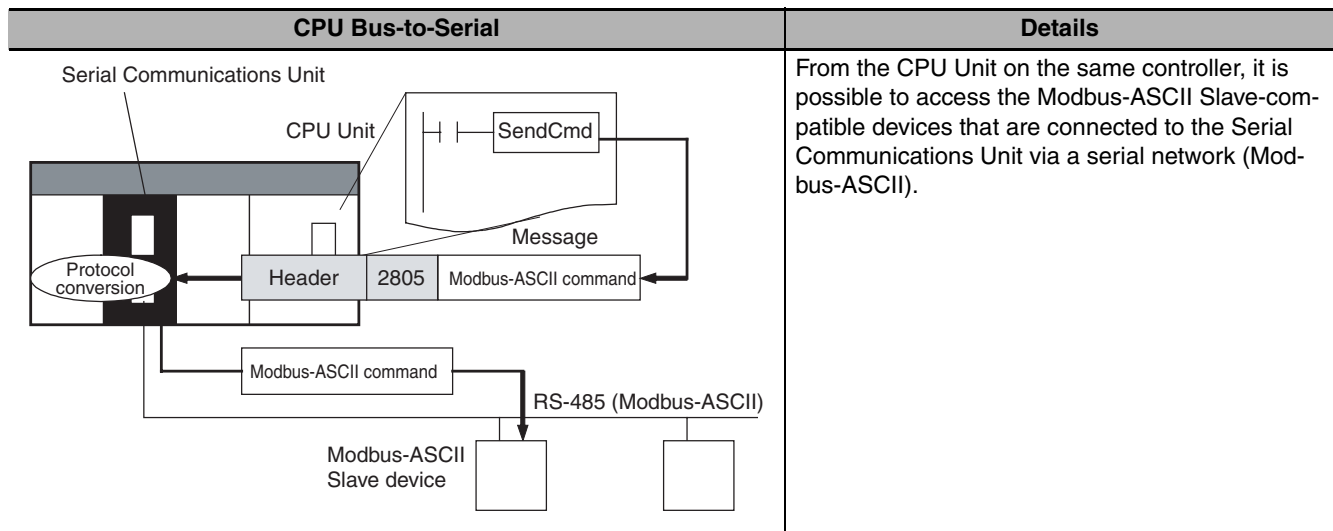 CPU Bus-to-Serial
Details
Serial Communications Unit
CPU Unit
SendCmd
Message
Protocol
conversion
Header
2805
Modbus-ASCII command
Modbus-ASCII command
RS-485 (Modbus-ASCII)
Modbus-ASCII
Slave device
From the CPU Unit on the same controller, it is
possible to access the Modbus-ASCII Slave-com-
patible devices that are connected to the Serial
Communications Unit via a serial network (Mod-
bus-ASCII).